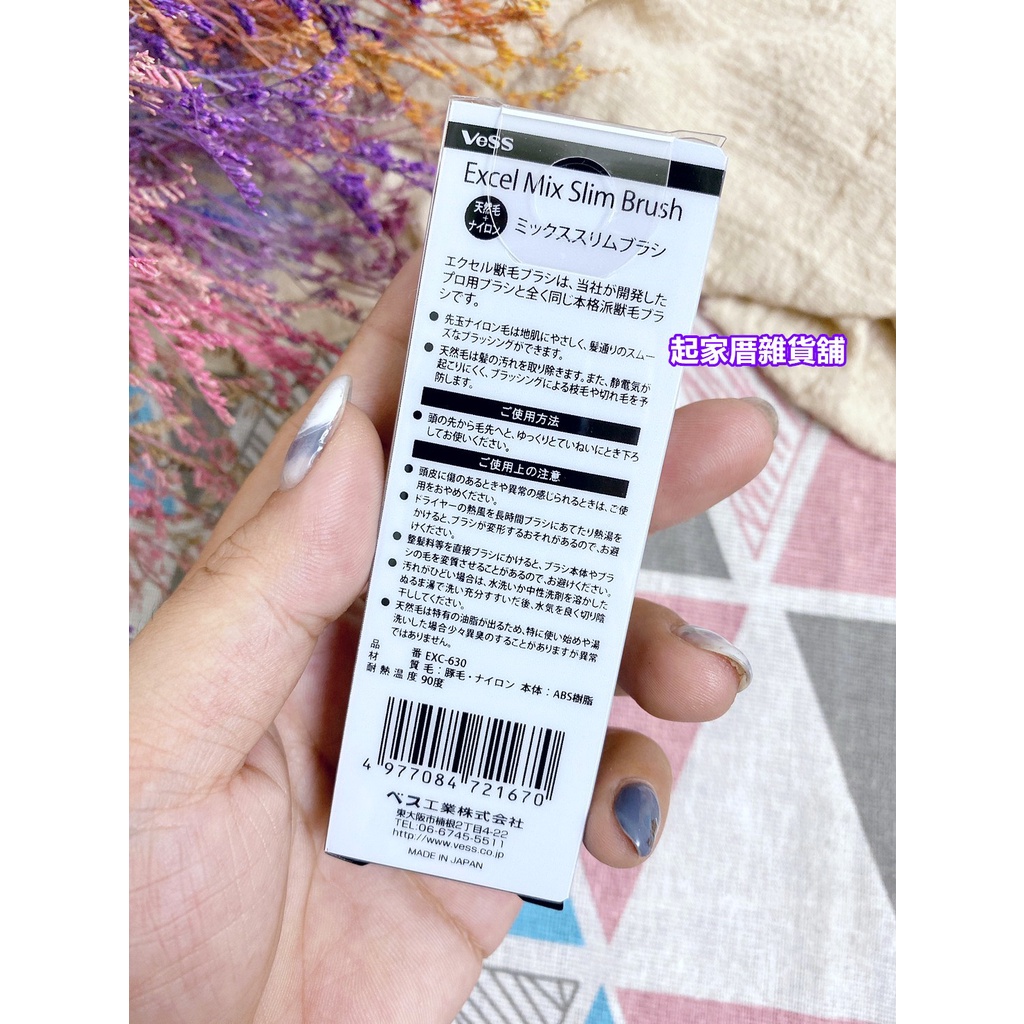 VeSS
Excel Mix Slim Brush
天然毛
+
ナイロン
ミックススリムブラシ
エクセル獣毛ブラシは、当社が開発した
プロ用ブラシと全く同じ本格派獣毛ブラ
シです。
● 先玉ナイロン毛は地肌にやさしく、髪通りのスムー
ズなブラッシングができます。
● 天然毛は髪の汚れを取り除きます。また、静電気が
起こりにくく、ブラッシングによる枝毛や切れ毛を予
防します。
ご使用方法
● 頭の先から毛先へと、ゆっくりとていねいにとき下ろ
してお使いください。
ご使用上の注意
● 頭皮に傷のあるときや異常の感じられるときは、ご使
用をおやめください。
● ドライヤーの熱風を長時間ブラシにあてたり熱湯を
かけると、ブラシが変形するおそれがあるので、お避
けください。
● 整髪料等を直接ブラシにかけると、ブラシ本体やブラ
シの毛を変質させることがあるので、お避けください。
● 汚れがひどい場合は、水洗いか中性洗剤を溶かした
ぬるま湯で洗い充分すすいだ後、水気を良く切り陰
干ししてください。
● 天然毛は特有の油脂が出るため、特に使い始めや湯
洗いした場合少々異臭のすることがありますが異常
ではありません。
品番 EXC-630
材質 毛：豚毛・ナイロン 本体：ABS樹脂
耐熱温度 90度
4 977084 721670
ベス工業株式会社
東大阪市楠根2丁目4-22
TEL:06-6745-5511
http://www.vess.co.jp
MADE IN JAPAN
起家厝雜貨舖